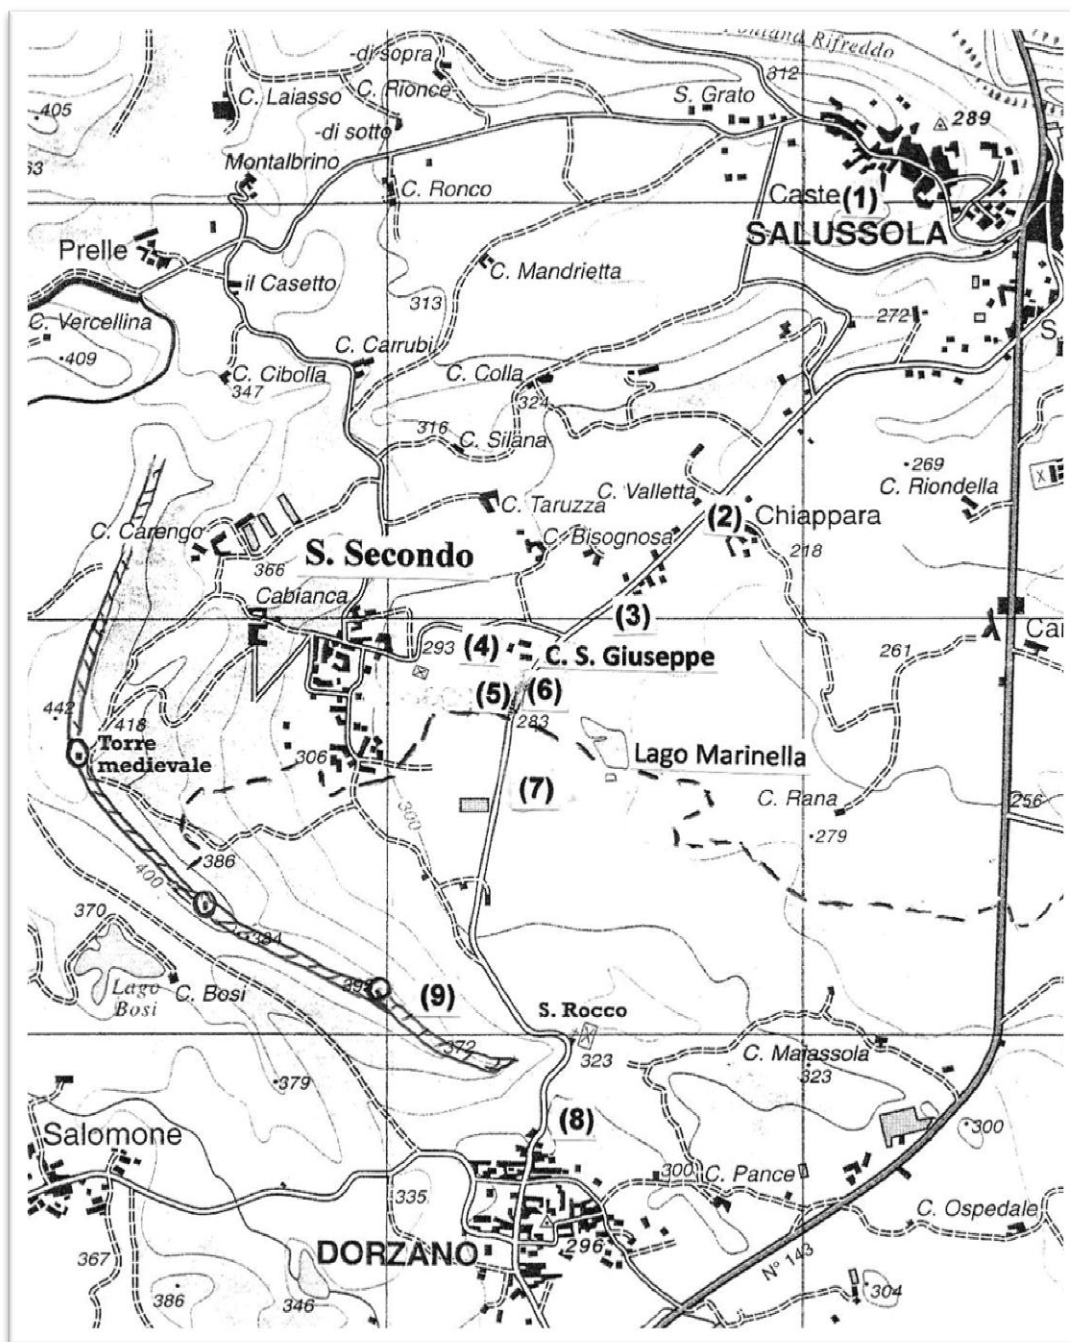 Rifreddo
-di sopra
312
C. Laiasso
C. Rionce
S. Grato
405
-di sotto
289
Montalbrino
C. Ronco
Caste (1)
SALUSSOLA
Prelle
C. Mandrietta
il Casetto
313
272
C. Vercellina
S.
C. Carrubi
409
C. Cibolla
C. Colla
347
324
316
C. Silana
269
C. Valletta
C. Riondella
C. Taruzza
(2)
Chiappara
C. Carengo
C. Bisognosa
S. Secondo
218
366
Cabianca
(3)
Cai
293
(4)
C. S. Giuseppe
261
(5)
(6)
442
418
283
Torre
medievale
306
Lago Marinella
(7)
C. Rana
256
300
279
386
400
370
384
Lago
Bosi
C. Bosi
(9)
S. Rocco
372
323
C. Malassola
379
323
(8)
300
Salomone
300
C. Pance
335
C. Ospedale
DORZANO
296
367
N° 143
386
346
304